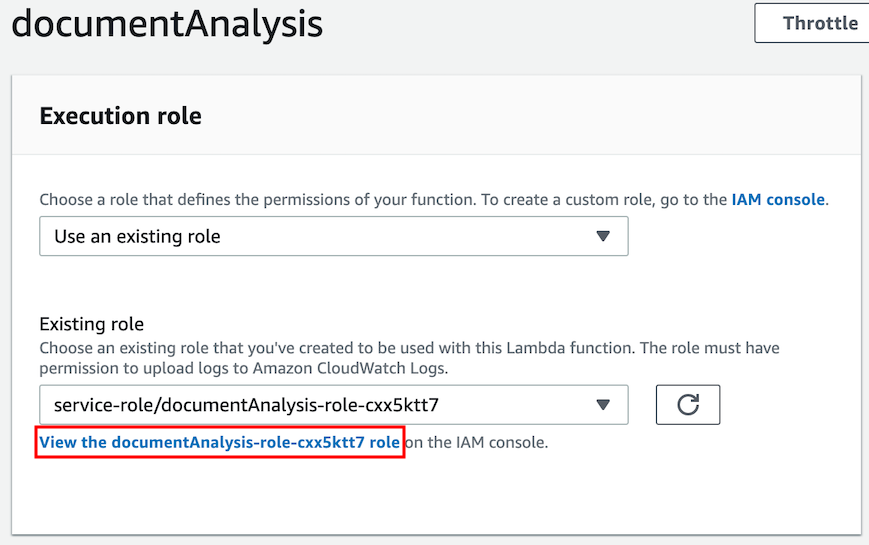 documentAnalysis
Throttle
Execution role
Choose a role that defines the permissions of your function. To create a custom role, go to the IAM console.
Use an existing role
Existing role
Choose an existing role that you've created to be used with this Lambda function. The role must have
permission to upload logs to Amazon CloudWatch Logs.
service-role/documentAnalysis-role-cxx5ktt7
View the documentAnalysis-role-cxx5ktt7 role on the IAM console.